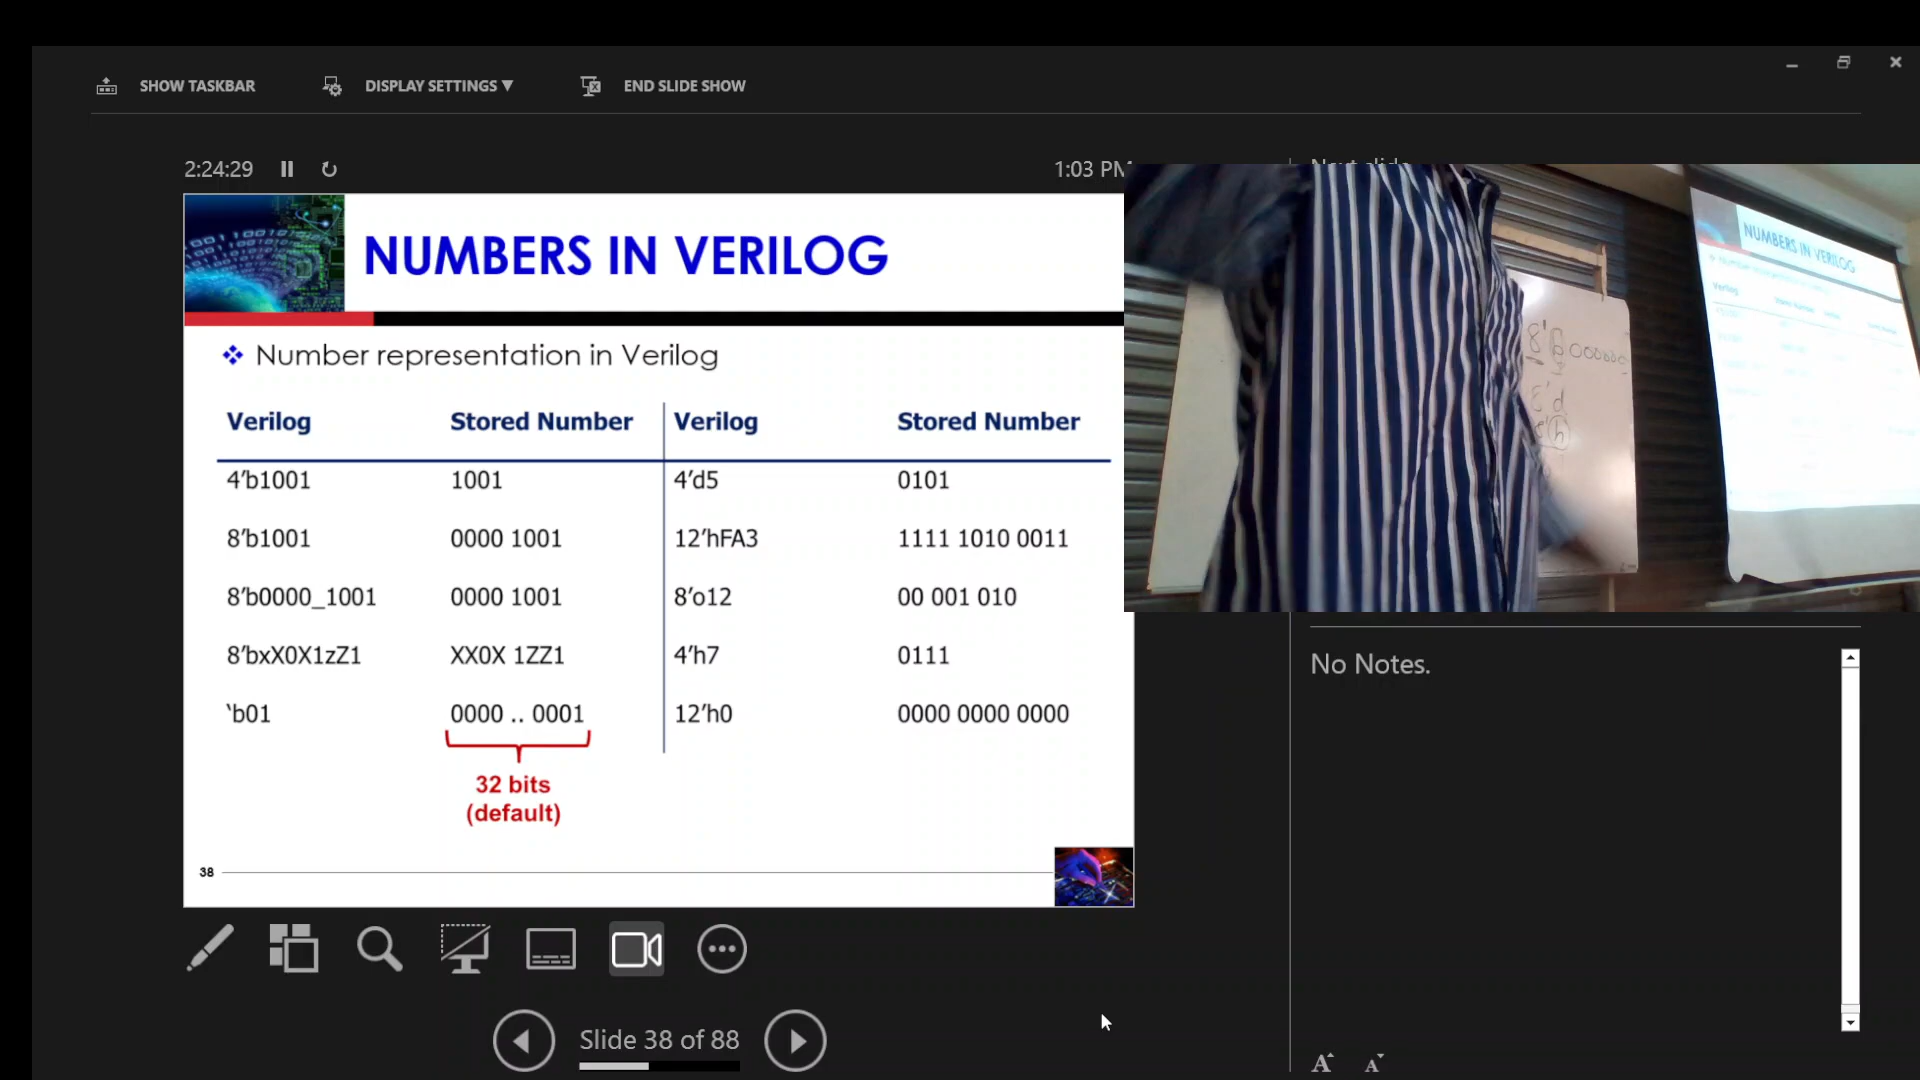 SHOW TASKBAR
DISPLAY SETTINGS ▼
END SLIDE SHOW
2:24:29
1:03 PM
Next slide
NUMBERS IN VERILOG
Number representation in Verilog
Verilog Stored Number Verilog Stored Number
4'b1001 1001 4'd5 0101
8'b1001 0000 1001 12'hFA3 1111 1010 0011
8'b0000_1001 0000 1001 8'o12 00 001 010
8'bxX0X1zZ1 XX0X 1ZZ1 4'h7 0111
‘b01 0000 .. 0001 12'h0 0000 0000 0000
32 bits
(default)
38
NUMBERS IN VERILOG
Verilog
8'd
h
No Notes.
Slide 38 of 88
A A